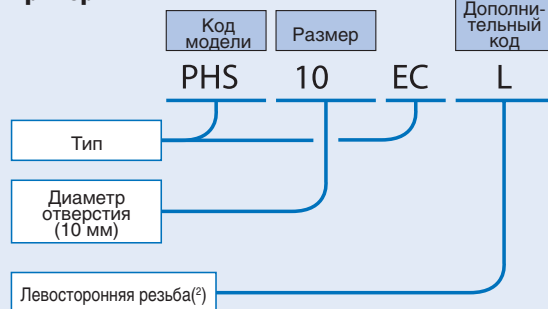 Код
модели
Размер
Дополни-
тельный
код
PHS 10 EC L
Тип
Диаметр
отверстия
(10 мм)
Левосторонняя резьба(²)